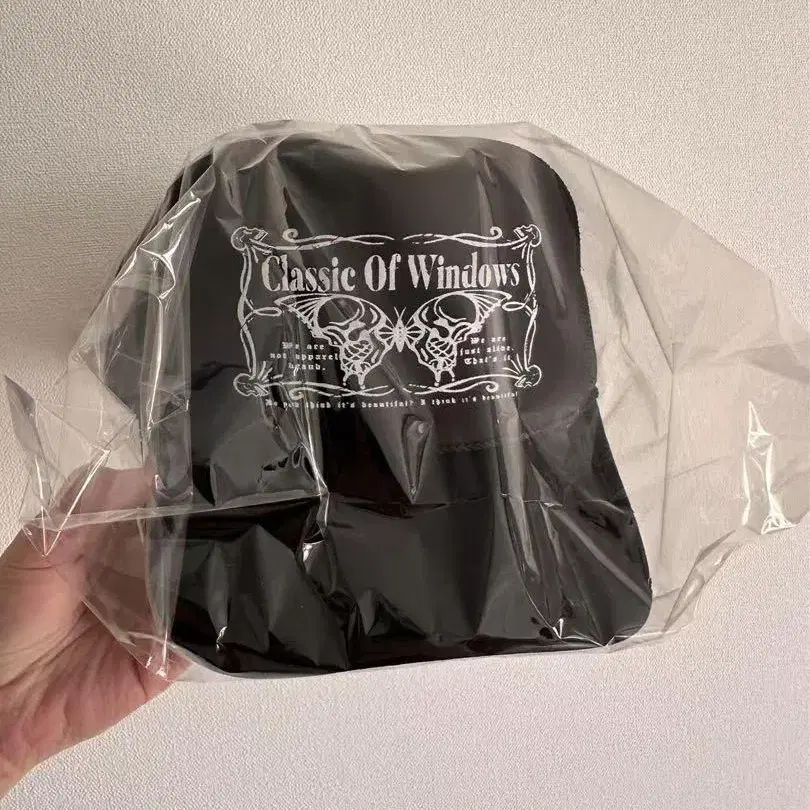 Classic Of Windows
We are
not apparel
brand.
We are
just alive.
That's it
Do you think it's beautiful? I think it's beautiful